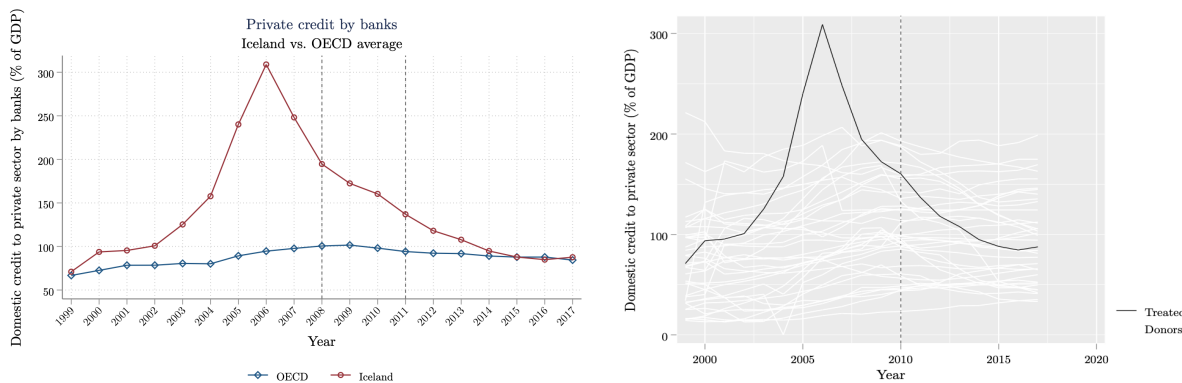 Private credit by banks
Iceland vs. OECD average
Domestic credit to private sector by banks (% of GDP)
300
250
200
150
100
50
1999 2000 2001 2002 2003 2004 2005 2006 2007 2008 2009 2010 2011 2012 2013 2014 2015 2016 2017
Year
OECD Iceland
Domestic credit to private sector (% of GDP)
300
200
100
0
2000 2005 2010 2015 2020
Year
Treated
Donors